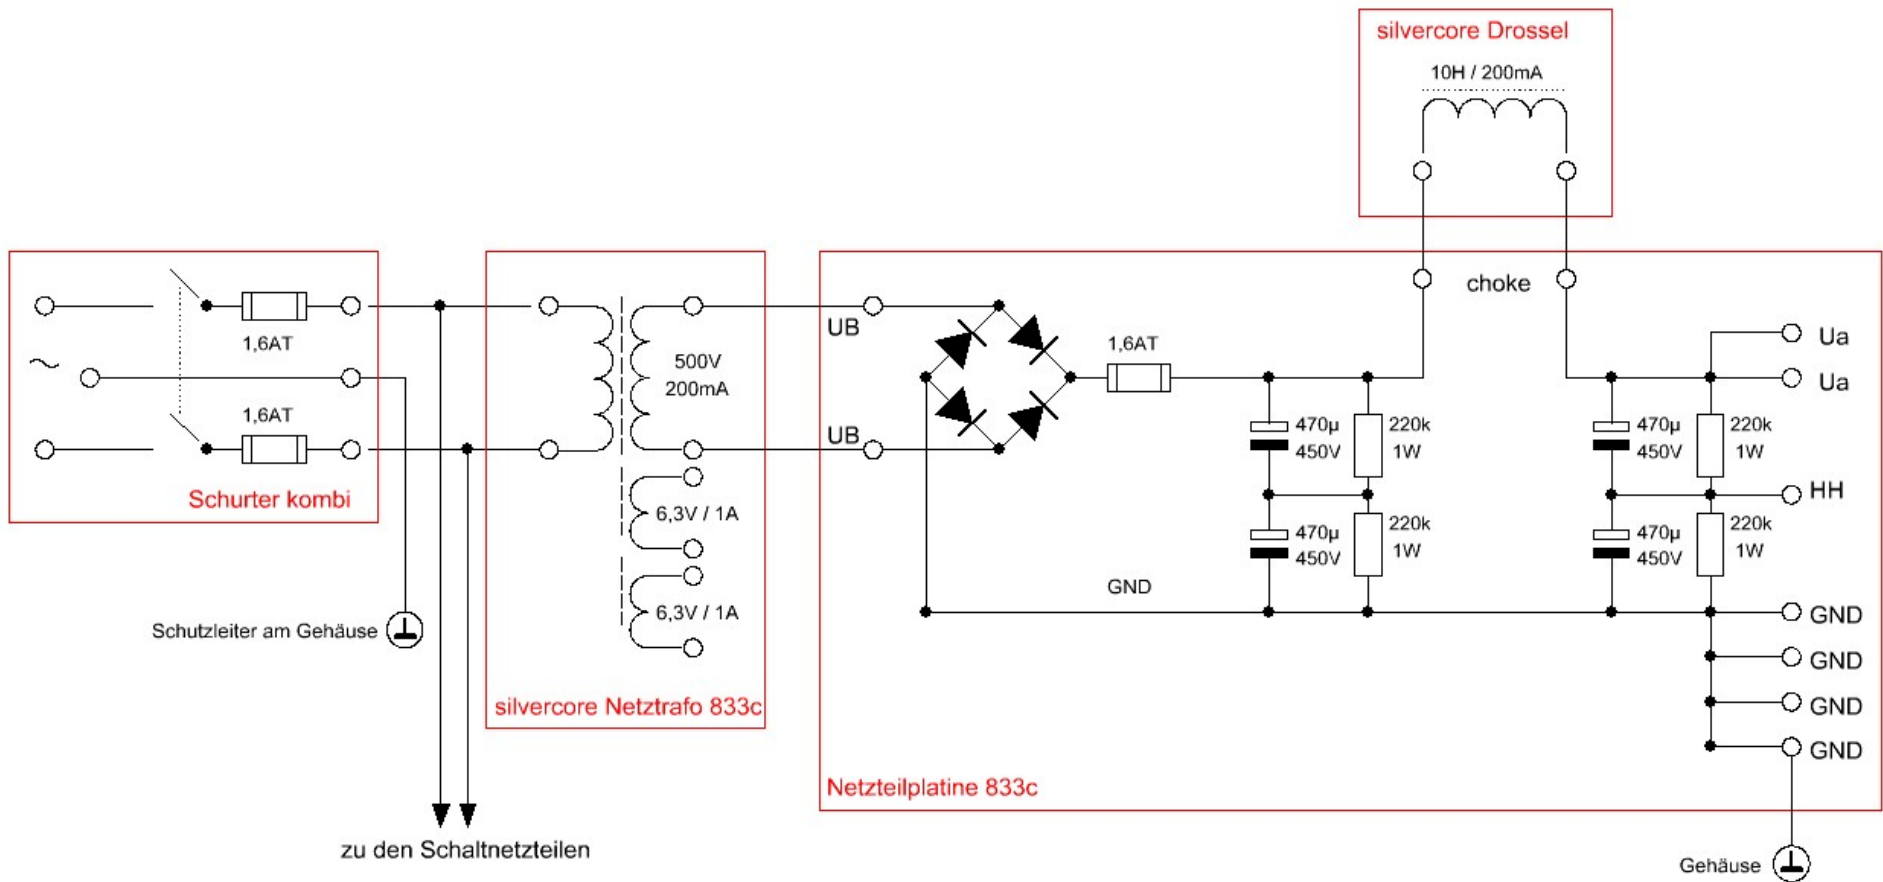 silvercore Drossel
10H / 200mA
choke
1,6AT
1,6AT
Schurter kombi
Schutzleiter am Gehäuse
zu den Schaltnetzteilen
500V
200mA
6,3V / 1A
6,3V / 1A
silvercore Netztrafo 833c
UB
UB
1,6AT
GND
470µ
450V
220k
1W
470µ
450V
220k
1W
470µ
450V
220k
1W
470µ
450V
220k
1W
Ua
Ua
HH
GND
GND
GND
GND
Netzteilplatine 833c
Gehäuse